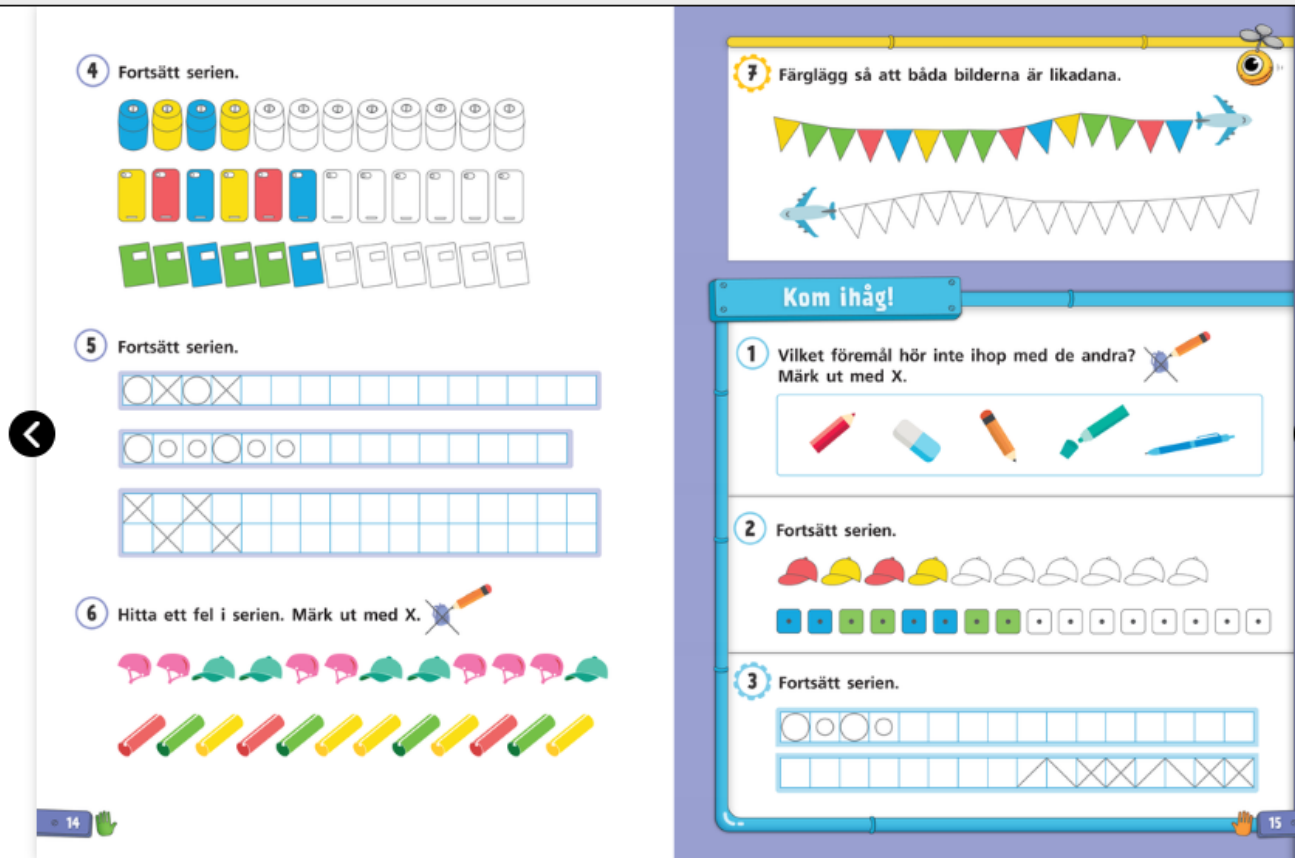 4 Fortsätt serien.
5 Fortsätt serien.
6 Hitta ett fel i serien. Märk ut med X.
14
7 Färglägg så att båda bilderna är likadana.
Kom ihåg!
1 Vilket föremål hör inte ihop med de andra?
Märk ut med X.
2 Fortsätt serien.
3 Fortsätt serien.
15